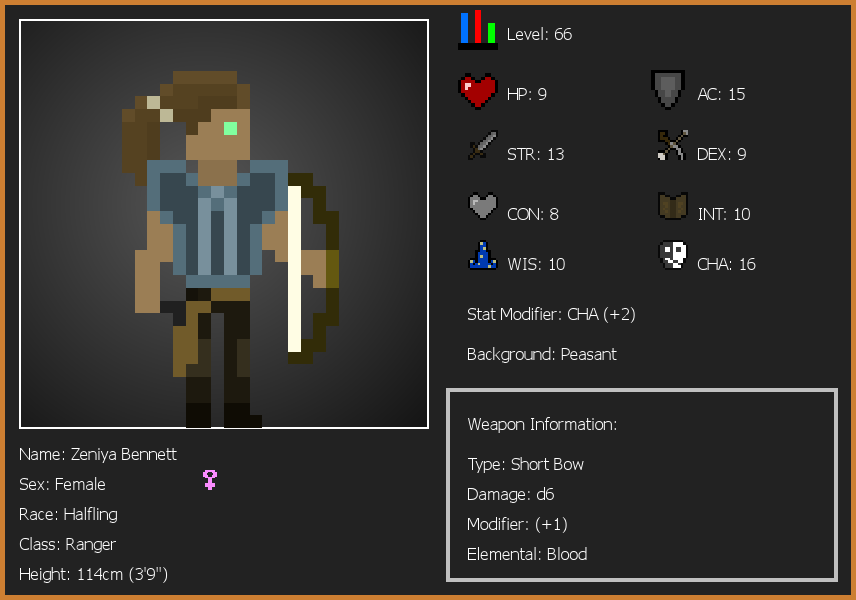 Level: 66
HP: 9
AC: 15
STR: 13
DEX: 9
CON: 8
INT: 10
WIS: 10
CHA: 16
Stat Modifier: CHA (+2)
Background: Peasant
Weapon Information:
Type: Short Bow
Damage: d6
Modifier: (+1)
Elemental: Blood
Name: Zeniya Bennett
Sex: Female
Race: Halfling
Class: Ranger
Height: 114cm (3'9")